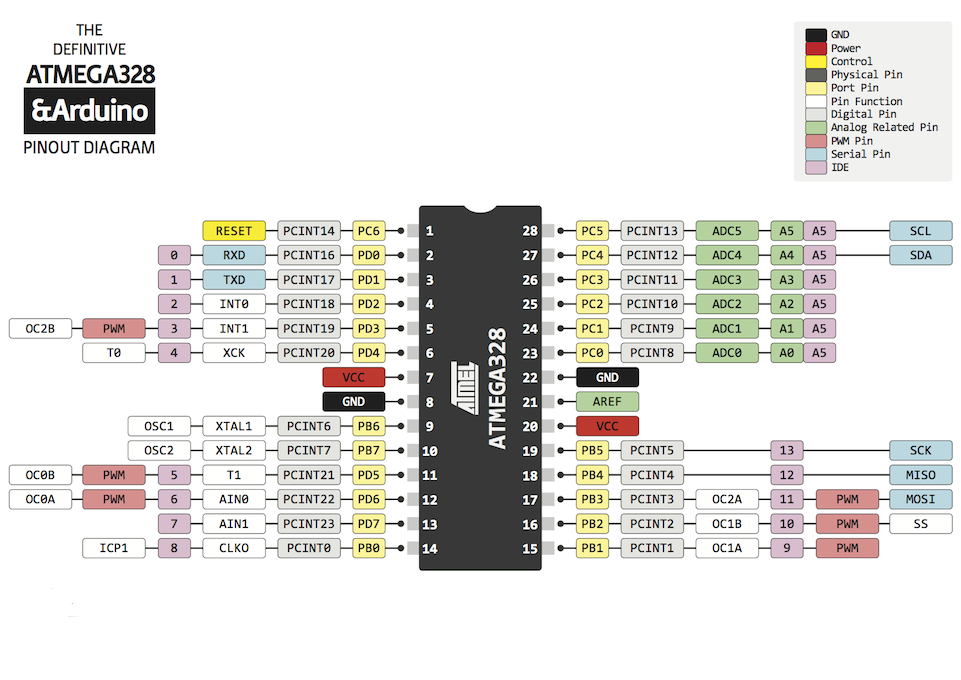 THE
DEFINITIVE
ATMEGA328
&Arduino
PINOUT DIAGRAM
GND
Power
Control
Physical Pin
Port Pin
Pin Function
Digital Pin
Analog Related Pin
PWM Pin
Serial Pin
IDE
RESET PCINT14 PC6 1 28 PC5 PCINT13 ADC5 A5 A5 SCL
0 RXD PCINT16 PD0 2 27 PC4 PCINT12 ADC4 A4 A5 SDA
1 TXD PCINT17 PD1 3 26 PC3 PCINT11 ADC3 A3 A5
2 INT0 PCINT18 PD2 4 25 PC2 PCINT10 ADC2 A2 A5
OC2B PWM 3 INT1 PCINT19 PD3 5 24 PC1 PCINT9 ADC1 A1 A5
T0 4 XCK PCINT20 PD4 6 23 PC0 PCINT8 ADC0 A0 A5
VCC 7 22 GND
GND 8 21 AREF
OSC1 XTAL1 PCINT6 PB6 9 20 VCC
OSC2 XTAL2 PCINT7 PB7 10 19 PB5 PCINT5 13 SCK
OC0B PWM 5 T1 PCINT21 PD5 11 18 PB4 PCINT4 12 MISO
OC0A PWM 6 AIN0 PCINT22 PD6 12 17 PB3 PCINT3 OC2A 11 PWM MOSI
7 AIN1 PCINT23 PD7 13 16 PB2 PCINT2 OC1B 10 PWM SS
ICP1 8 CLKO PCINT0 PB0 14 15 PB1 PCINT1 OC1A 9 PWM
ATMEL
ATMEGA328